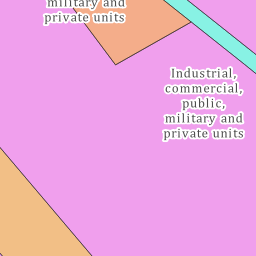 military and
private units
Industrial,
commercial,
public,
military and
private units